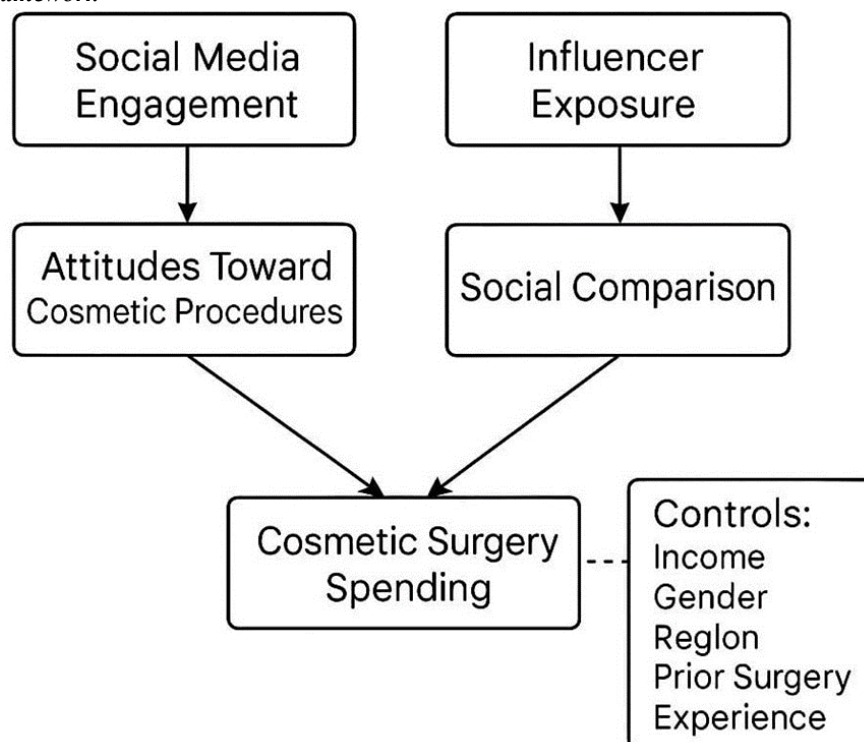 Social Media
Engagement
Influencer
Exposure
Attitudes Toward
Cosmetic Procedures
Social Comparison
Cosmetic Surgery
Spending
Controls:
Income
Gender
Reglon
Prior Surgery
Experience